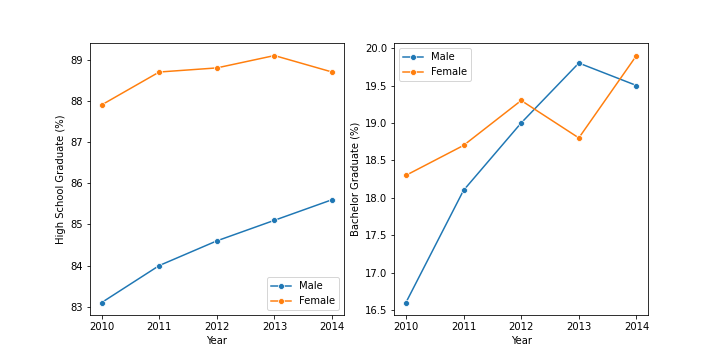 High School Graduate (%)
89
88
87
86
85
84
83
2010 2011 2012 2013 2014
Year
Male
Female
Bachelor Graduate (%)
20.0
19.5
19.0
18.5
18.0
17.5
17.0
16.5
2010 2011 2012 2013 2014
Year
Male
Female